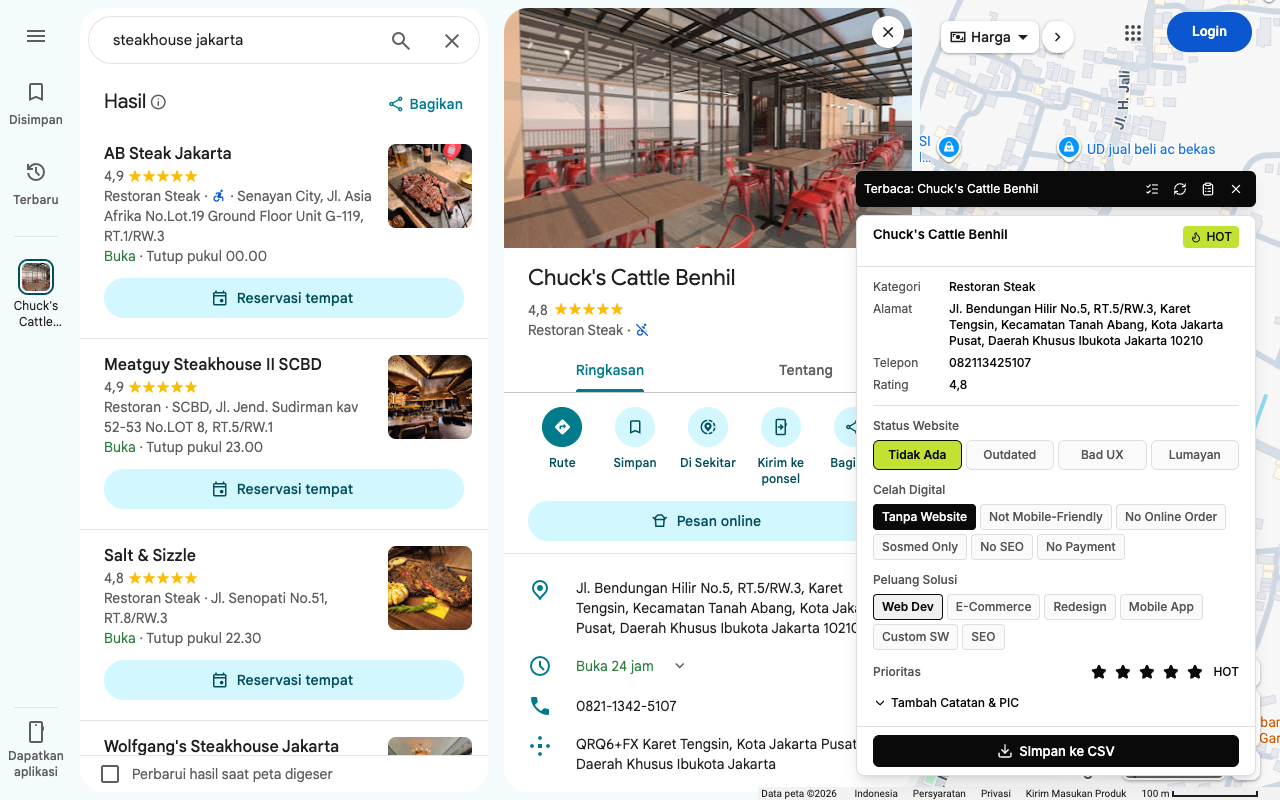 steakhouse jakarta
Disimpan
Terbaru
Chuck's
Cattle...
Dapatkan
aplikasi
Hasil
Bagikan
AB Steak Jakarta
4,9
Restoran Steak · · Senayan City, Jl. Asia
Afrika No.Lot.19 Ground Floor Unit G-119,
RT.1/RW.3
Buka · Tutup pukul 00.00
Reservasi tempat
Meatguy Steakhouse II SCBD
4,9
Restoran · SCBD, Jl. Jend. Sudirman kav
52-53 No.LOT 8, RT.5/RW.1
Buka · Tutup pukul 23.00
Reservasi tempat
Salt & Sizzle
4,8
Restoran Steak · Jl. Senopati No.51,
RT.8/RW.3
Buka · Tutup pukul 22.30
Reservasi tempat
Wolfgang's Steakhouse Jakarta
Perbarui hasil saat peta digeser
Chuck's Cattle Benhil
4,8
Restoran Steak ·
Ringkasan
Tentang
Rute
Simpan
Di Sekitar
Kirim ke
ponsel
Bagi
Pesan online
Jl. Bendungan Hilir No.5, RT.5/RW.3, Karet
Tengsin, Kecamatan Tanah Abang, Kota Jaka
Pusat, Daerah Khusus Ibukota Jakarta 10210
Buka 24 jam
0821-1342-5107
QRQ6+FX Karet Tengsin, Kota Jakarta Pusat
Daerah Khusus Ibukota Jakarta
Harga
Login
Jl. H. Jali
UD jual beli ac bekas
Terbaca: Chuck's Cattle Benhil
Chuck's Cattle Benhil
HOT
Kategori Restoran Steak
Alamat Jl. Bendungan Hilir No.5, RT.5/RW.3, Karet
Tengsin, Kecamatan Tanah Abang, Kota Jakarta
Pusat, Daerah Khusus Ibukota Jakarta 10210
Telepon 082113425107
Rating 4,8
Status Website
Tidak Ada
Outdated
Bad UX
Lumayan
Celah Digital
Tanpa Website
Not Mobile-Friendly
No Online Order
Sosmed Only
No SEO
No Payment
Peluang Solusi
Web Dev
E-Commerce
Redesign
Mobile App
Custom SW
SEO
Prioritas
HOT
Tambah Catatan & PIC
Simpan ke CSV
Data peta ©2026
Indonesia
Persyaratan
Privasi
Kirim Masukan Produk
100 m